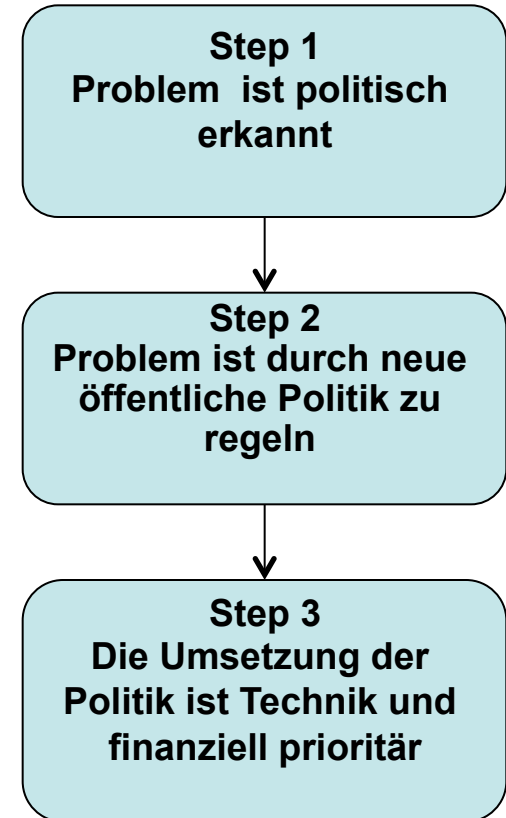 Step 1
Problem ist politisch
erkannt
Step 2
Problem ist durch neue
öffentliche Politik zu
regeln
Step 3
Die Umsetzung der
Politik ist Technik und
finanziell prioritär